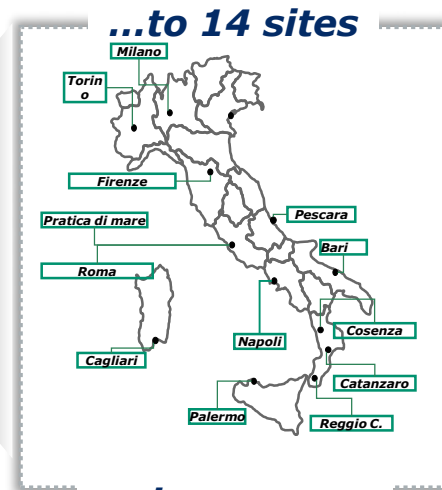 ...to 14 sites
Milano
Torin
o
Firenze
Pescara
Pratica di mare
Bari
Roma
Napoli
Cosenza
Cagliari
Catanzaro
Palermo
Reggio C.